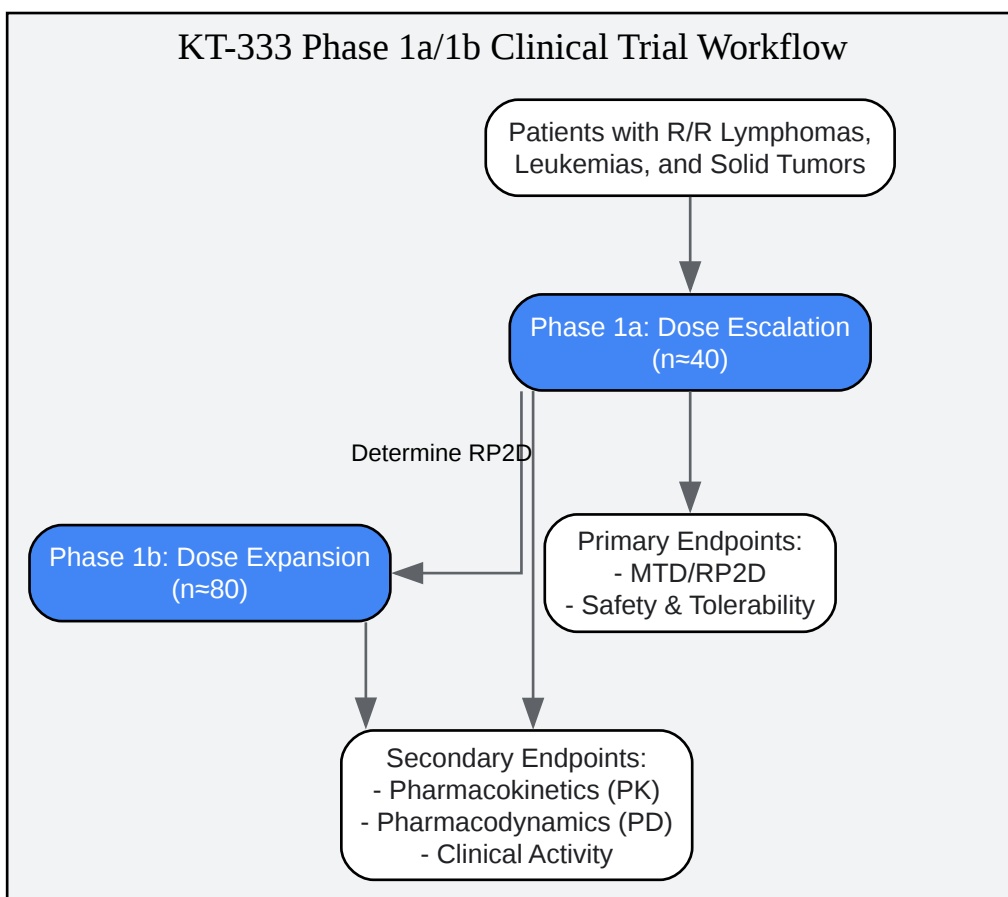 KT-333 Phase 1a/1b Clinical Trial Workflow
Patients with R/R Lymphomas,
Leukemias, and Solid Tumors
Phase 1a: Dose Escalation
(n≈40)
Determine RP2D
Phase 1b: Dose Expansion
(n≈80)
Primary Endpoints:
- MTD/RP2D
- Safety & Tolerability
Secondary Endpoints:
- Pharmacokinetics (PK)
- Pharmacodynamics (PD)
- Clinical Activity